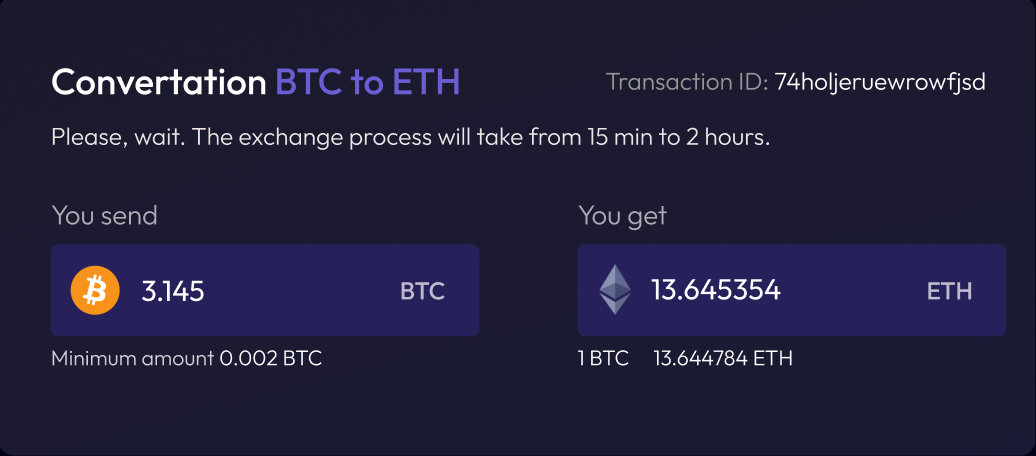 Convertation BTC to ETH
Transaction ID: 74holjeruewrowfjsd
Please, wait. The exchange process will take from 15 min to 2 hours.
You send
3.145 BTC
Minimum amount 0.002 BTC
You get
13.645354 ETH
1 BTC 13.644784 ETH